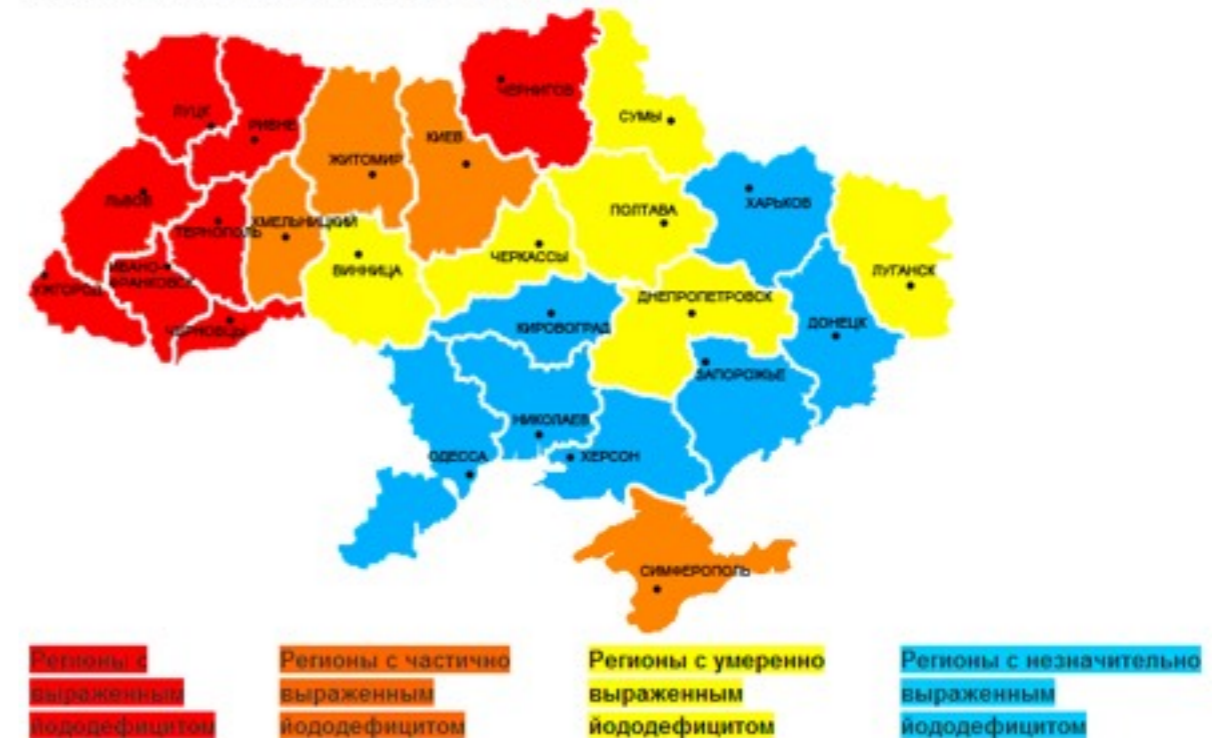 ЧЕРНИГОВ
ЛУЦК
РИВНЕ
СУМЫ
КИЕВ
ЖИТОМИР
ЛЬВОВ
ХАРЬКОВ
ПОЛТАВА
ТЕРНОПОЛЬ
ХМЕЛЬНИЦКИЙ
ЧЕРКАССЫ
ВИННИЦА
ИВАНО-
ФРАНКОВСК
ЛУГАНСК
УЖГОРОД
ДНЕПРОПЕТРОВСК
КИРОВОГРАД
ДОНЕЦК
ЧЕРНОВЦЫ
ЗАПОРОЖЬЕ
НИКОЛАЕВ
ОДЕССА
ХЕРСОН
СИМФЕРОПОЛЬ
Регионы с
выраженным
йододефицитом
Регионы с частично
выраженным
йододефицитом
Регионы с умеренно
выраженным
йододефицитом
Регионы с незначительно
выраженным
йододефицитом